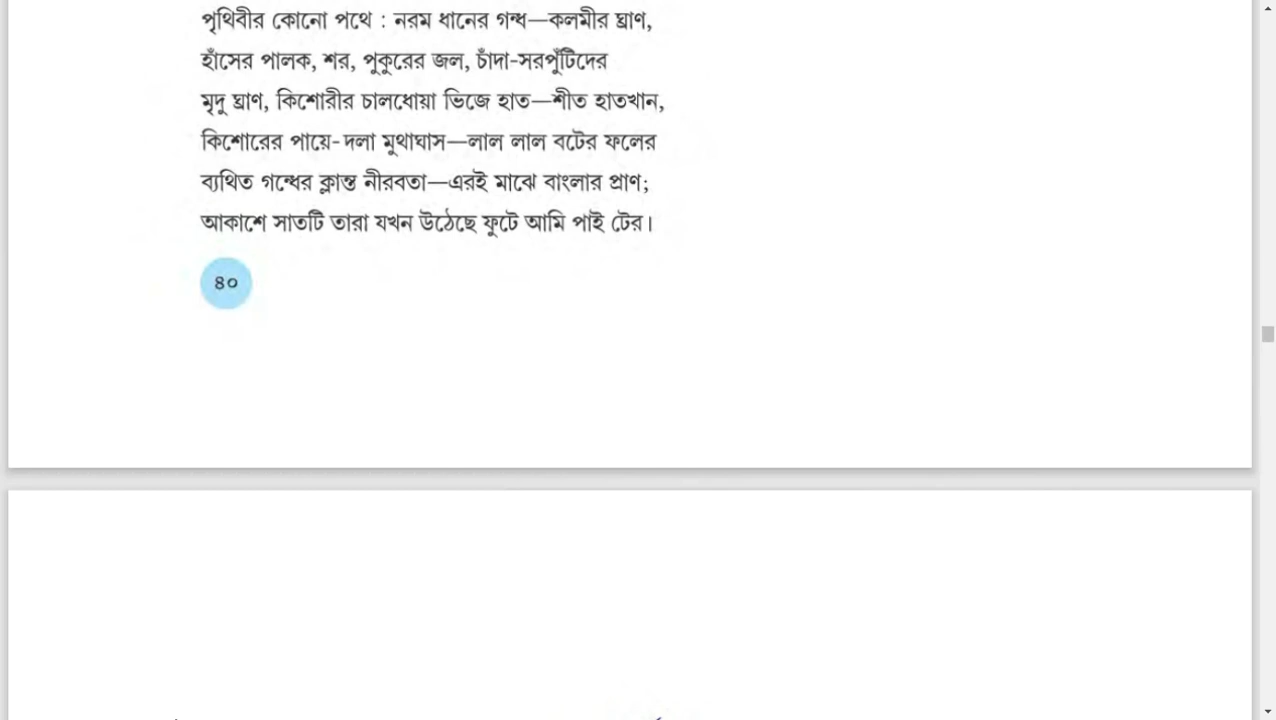 পৃথিবীর কোনো পথে : নরম ধানের গন্ধ—কলমীর ঘ্রাণ,
হাঁসের পালক, শর, পুকুরের জল, চাঁদা-সরপুঁটিদের
মৃদু ঘ্রাণ, কিশোরীর চালধোয়া ভিজে হাত—শীত হাতখান,
কিশোরের পায়ে-দলা মুথাঘাস—লাল লাল বটের ফলের
ব্যথিত গন্ধের ক্লান্ত নীরবতা—এরই মাঝে বাংলার প্রাণ;
আকাশে সাতটি তারা যখন উঠেছে ফুটে আমি পাই টের।
৪০